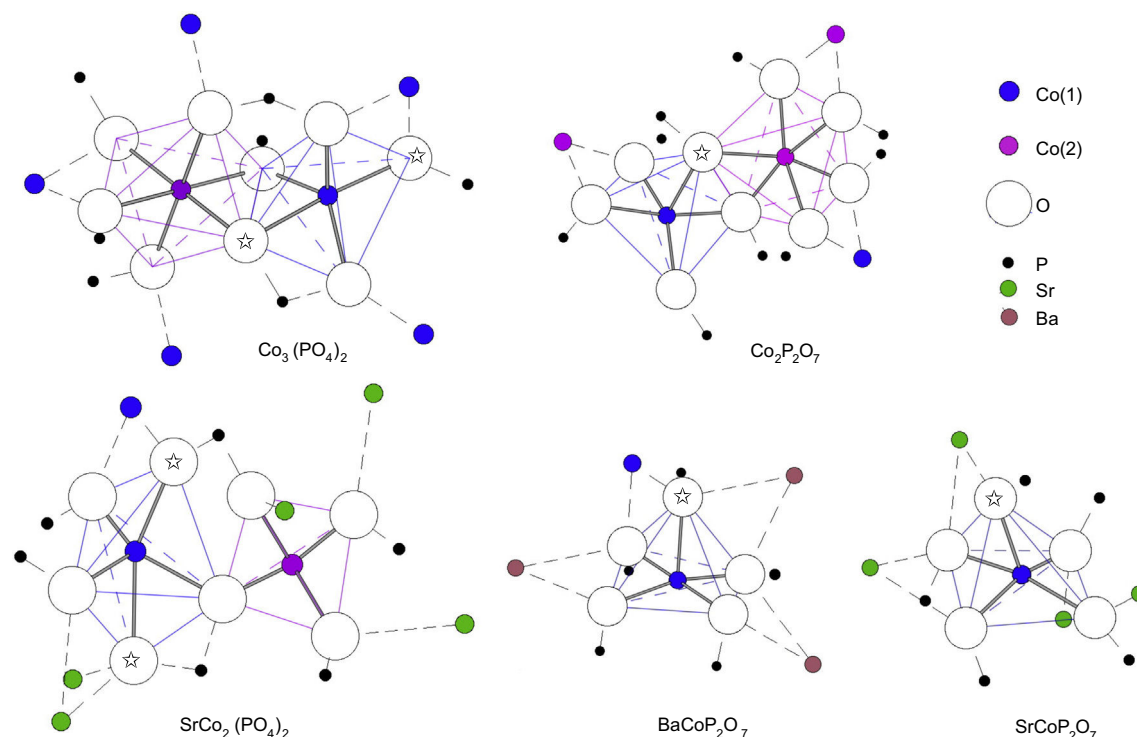 Co(1)
Co(2)
O
P
Sr
Ba
Co₃(PO₄)₂
Co₂P₂O₇
SrCo₂(PO₄)₂
BaCoP₂O₇
SrCoP₂O₇